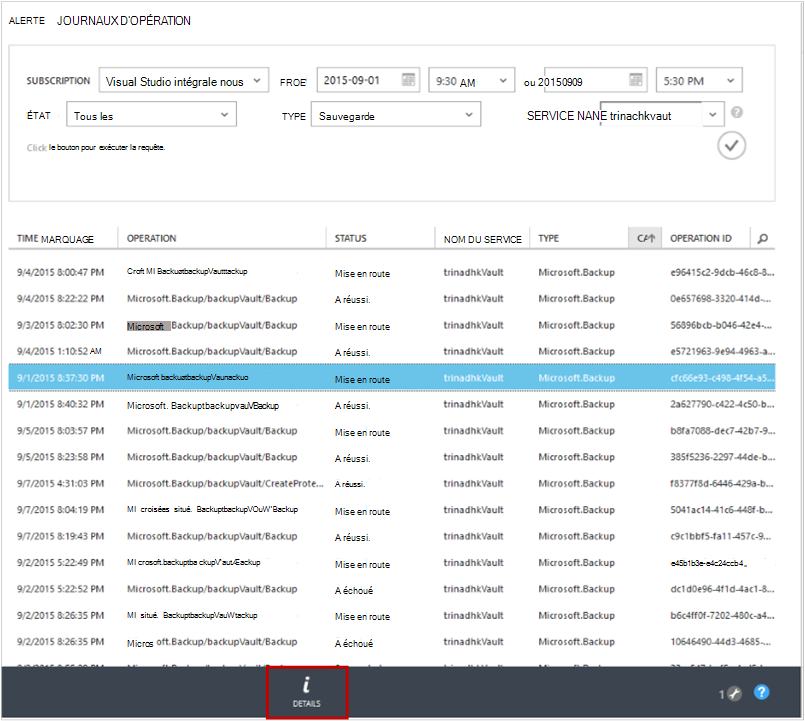 ALERTE JOURNAUX D'OPÉRATION
SUBSCRIPTION Visual Studio intégrale nous FROE' 2015-09-01 9:30 AM ou 20150909 5:30 PM
ÉTAT Tous les TYPE Sauvegarde SERVICE NANE trinachkvaut
Click le bouton pour exécuter la requête.
TIME MARQUAGE OPERATION STATUS NOM DU SERVICE TYPE OPERATION ID
9/4/2015 8:00:47 PM Croft MI BackuatbackupVautttackup Mise en route trinadhkVault Microsoft.Backup e96415c2-9dcb-46c8-8...
9/4/2015 8:22:22 PM Microsoft.Backup/backupVault/Backup A réussi. trinadhkVault Microsoft.Backup 0e657698-3320-414d-...
9/3/2015 8:02:30 PM Microsoft Backup/backupVault/Backup Mise en route trinadhkVault Microsoft.Backup 56896bcb-b046-42e4-...
9/4/2015 1:10:52 AM Microsoft.Backup/backupVault/Backup A réussi. trinadhkVault Microsoft.Backup e5721963-9e94-4963-a...
9/1/2015 8:37:30 PM Microsoft backuatbackupVaunackuo Mise en route trinadhkVault Microsoft.Backup cfc66e93-c498-4f54-a5...
9/1/2015 8:40:32 PM Microsoft. BackuptbackupvauVBackup A réussi. trinadhkVault Microsoft.Backup 2a627790-c422-4c50-b...
9/5/2015 8:03:57 PM Microsoft.Backup/backupVault/Backup Mise en route trinadhkVault Microsoft.Backup b8fa7088-dec7-42b7-9...
9/5/2015 8:23:58 PM Microsoft.Backup/backupVault/Backup A réussi. trinadhkVault Microsoft.Backup 385f5236-2297-44de-b...
9/7/2015 4:31:03 PM Microsoft.Backup/backupVault/CreateProte... A réussi. trinadhkVault Microsoft.Backup f8377f8d-6446-429a-b...
9/7/2015 8:04:19 PM MI croisées situé. BackuptbackupVOuW'Backup Mise en route trinadhkVault Microsoft.Backup 5041ac14-41c6-448f-b...
9/7/2015 8:19:43 PM Microsoft.Backup/backupVault/Backup A réussi. trinadhkVault Microsoft.Backup c9c1bbf5-fa11-457c-9...
9/2/2015 5:22:49 PM MI crosoft.backuptba ckupV'aut/Eackup Mise en route trinadhkVault Microsoft.Backup e45b1b3e-e4c24ccb4_
9/2/2015 5:22:52 PM Microsoft.Backup/backupVault/Backup A échoué trinadhkVault Microsoft.Backup dc1d0e96-4f1d-4ac1-8...
9/2/2015 8:26:35 PM MI situé. BackuptbackupVauWtackup Mise en route trinadhkVault Microsoft.Backup b6c4ff0f-7202-480c-a4...
9/2/2015 8:26:35 PM Micros oft.Backup/backupVault/Backup A échoué trinadhkVault Microsoft.Backup 10646490-44d3-4685-...
i
DETAILS
1